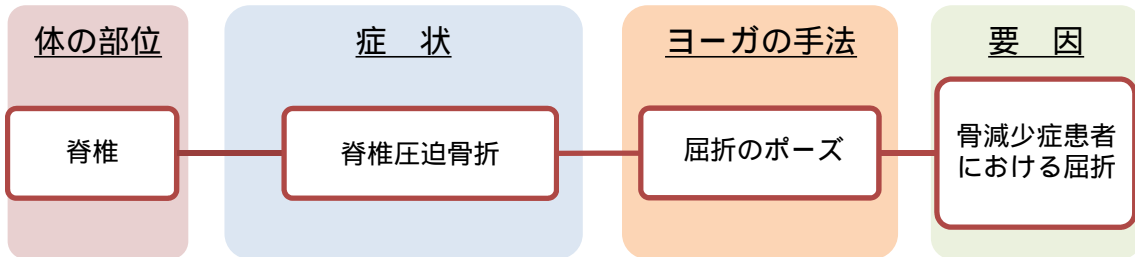 体の部位
症　状
ヨーガの手法
要　因
脊椎
脊椎圧迫骨折
屈折のポーズ
骨減少症患者
における屈折